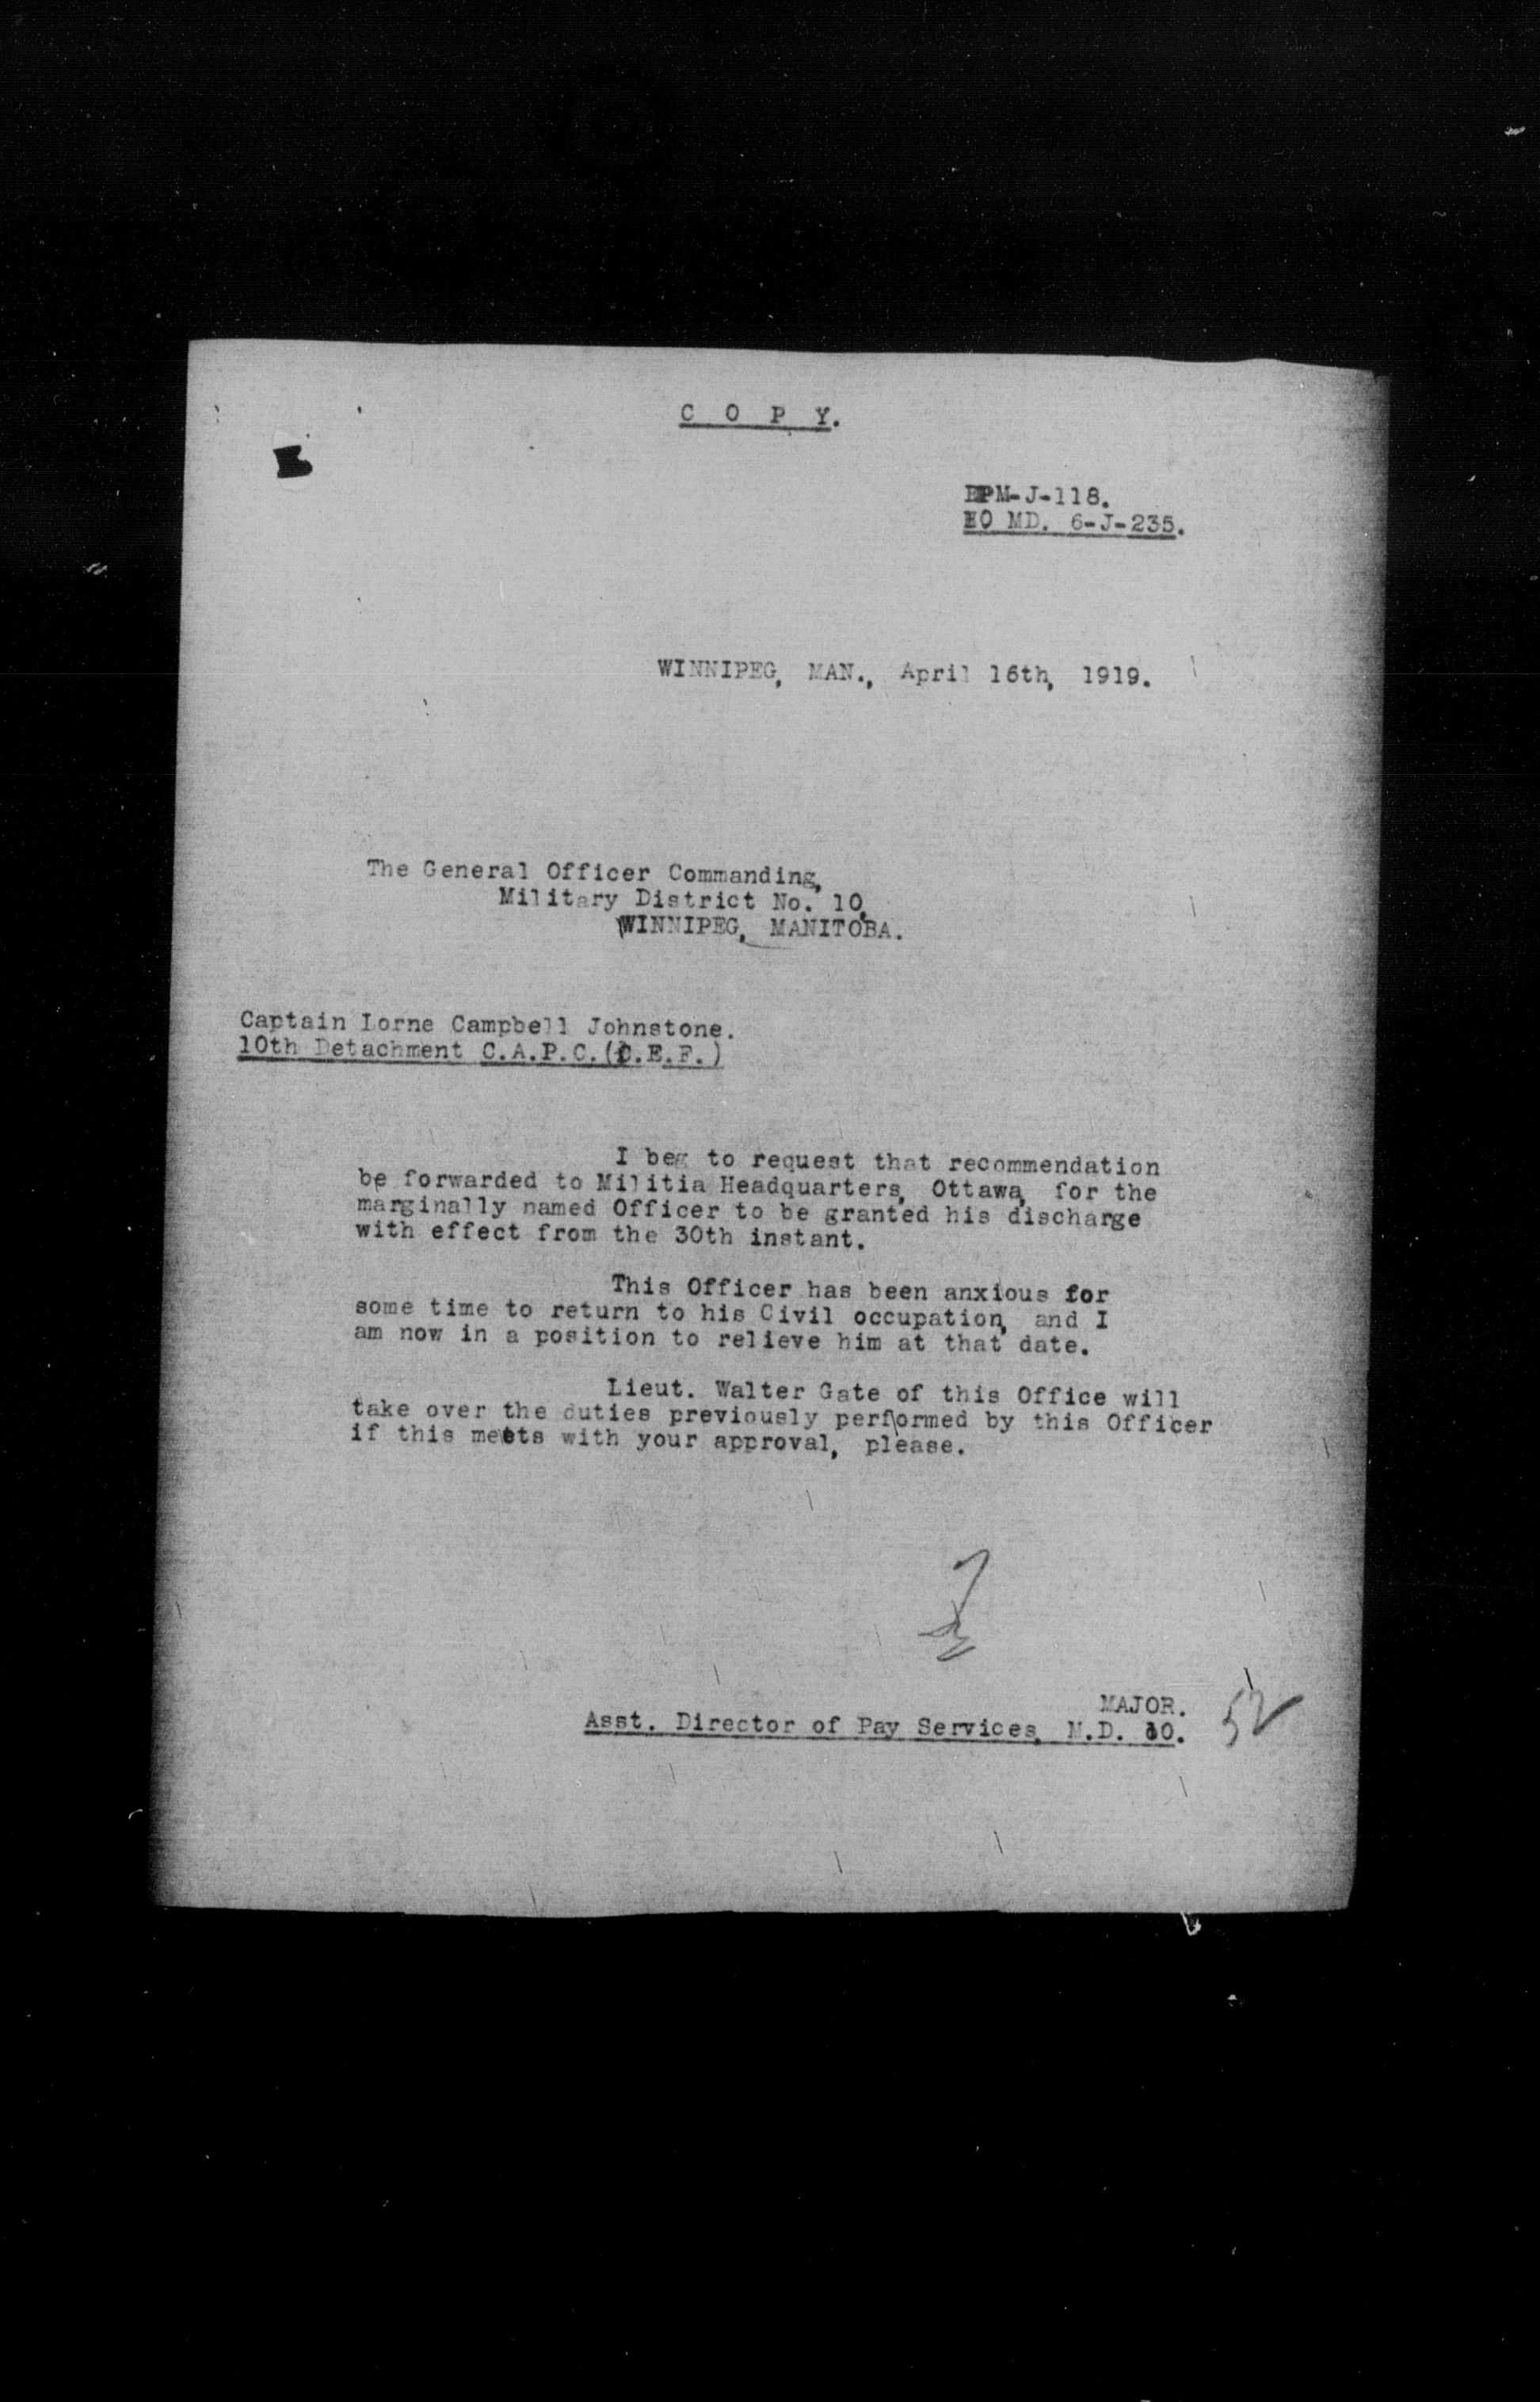 C O P Y.
PM-J-118.
10 MD. 6-J-235.
WINNIPEG, MAN., April 16th, 1919.
The General Officer Commanding,
Military District No. 10,
WINNIPEG, MANITOBA.
Captain Lorne Campbell Johnstone.
10th Detachment C.A.P.C.(C.E.F.)
I beg to request that recommendation
be forwarded to Militia Headquarters, Ottawa, for the
marginally named Officer to be granted his discharge
with effect from the 30th instant.
This Officer has been anxious for
some time to return to his Civil occupation, and I
am now in a position to relieve him at that date.
Lieut. Walter Gate of this Office will
take over the duties previously performed by this Officer
if this meets with your approval, please.
MAJOR.
Asst. Director of Pay Services, M.D. 10.
52